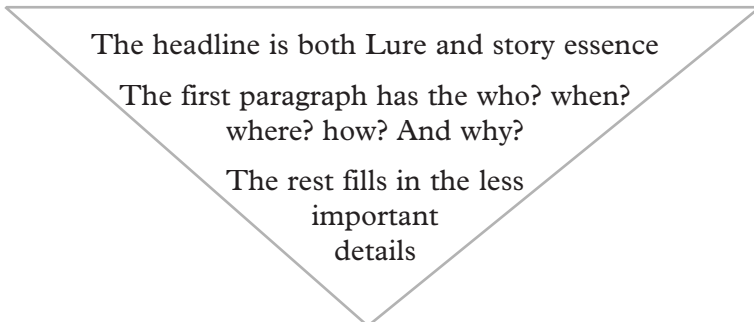 The headline is both Lure and story essence
The first paragraph has the who? when?
where? how? And why?
The rest fills in the less
important
details